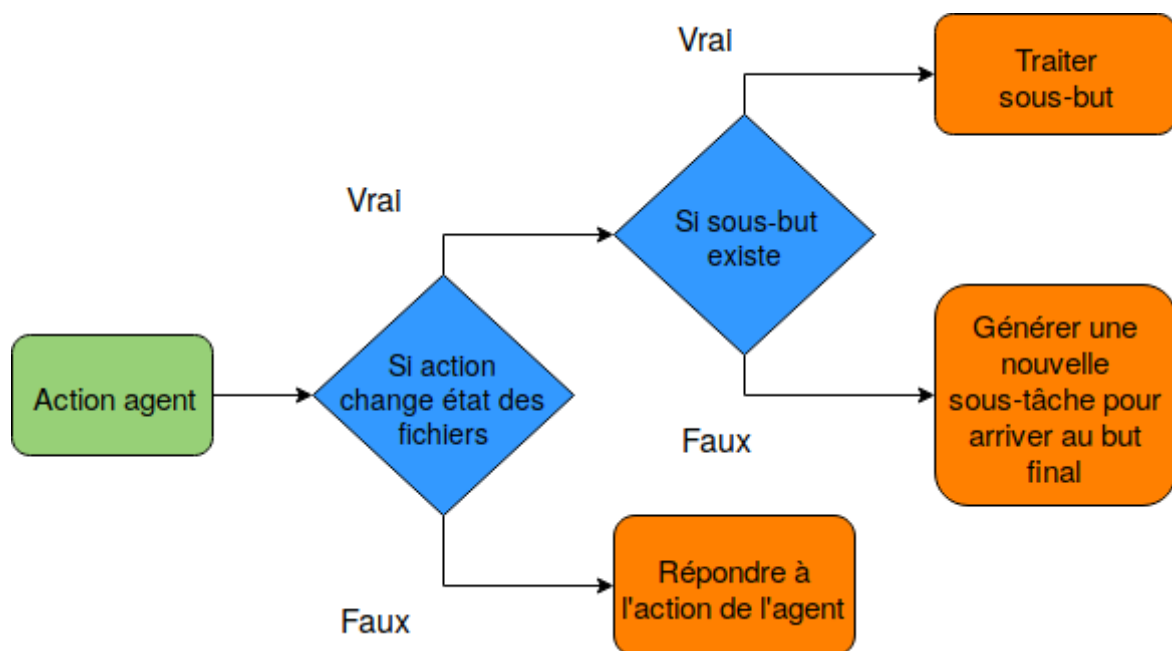 Vrai
Traiter
sous-but
Vrai
Si sous-but
existe
Action agent
Si action
change état des
fichiers
Faux
Générer une
nouvelle
sous-tâche pour
arriver au but
final
Faux
Répondre à
l'action de l'agent